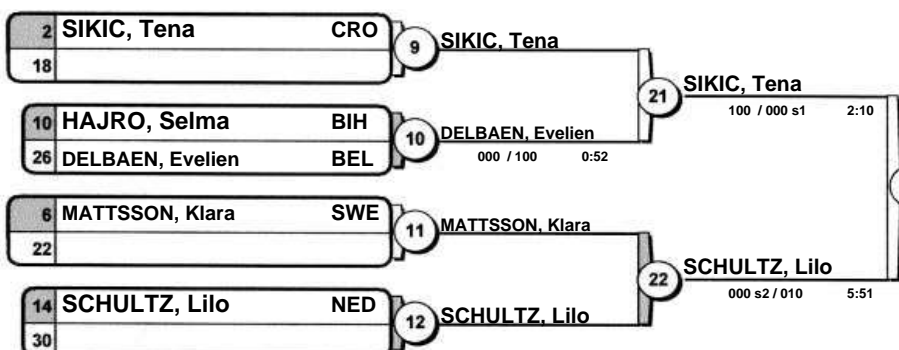 2 SIKIC, Tena CRO
18
9
SIKIC, Tena
10 HAJRO, Selma BIH
26 DELBAEN, Evelien BEL
10
DELBAEN, Evelien
000 / 100 0:52
21
SIKIC, Tena
100 / 000 s1 2:10
6 MATTSSON, Klara SWE
22
11
MATTSSON, Klara
14 SCHULTZ, Lilo NED
30
12
SCHULTZ, Lilo
22
SCHULTZ, Lilo
000 s2 / 010 5:51